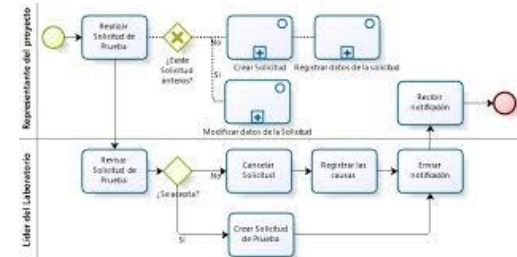 Representante del proyecto
Realizar
Solicitud de
Prueba
¿Existe
Solicitud
anteros?
No
Si
Crear Solicitud
Registrar datos de la solicitud
Modificar datos de la Solicitud
Recibir
notificación
Lider del Laboratorio
Revisar
Solicitud de
Prueba
¿Se acepta?
No
Si
Cancelar
Solicitud
Registrar las
causas
Enviar
notificación
Crear Solicitud
de Prueba